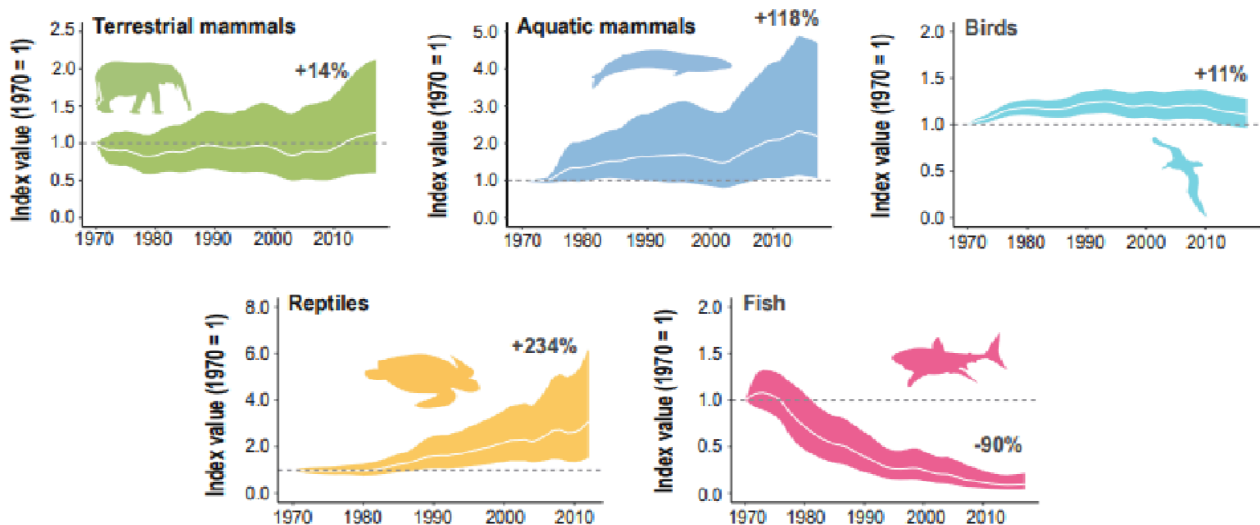 Terrestrial mammals
Index value (1970 = 1)
2.5
2.0
1.5
1.0
0.5
0.0
+14%
1970 1980 1990 2000 2010
Aquatic mammals
Index value (1970 = 1)
5.0
4.0
3.0
2.0
1.0
0.0
+118%
1970 1980 1990 2000 2010
Birds
Index value (1970 = 1)
2.0
1.5
1.0
0.5
0.0
+11%
1970 1980 1990 2000 2010
Reptiles
Index value (1970 = 1)
8.0
6.0
4.0
2.0
0.0
+234%
1970 1980 1990 2000 2010
Fish
Index value (1970 = 1)
2.0
1.5
1.0
0.5
0.0
-90%
1970 1980 1990 2000 2010